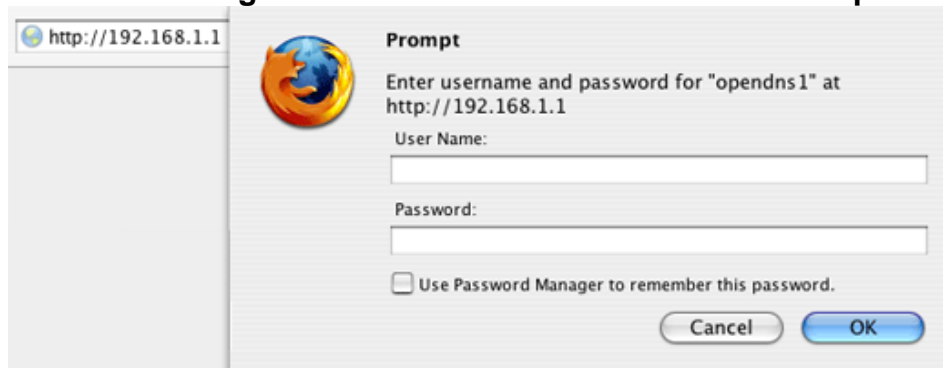 http://192.168.1.1
Prompt
Enter username and password for "opendns1" at
http://192.168.1.1
User Name:
Password:
Use Password Manager to remember this password.
Cancel OK